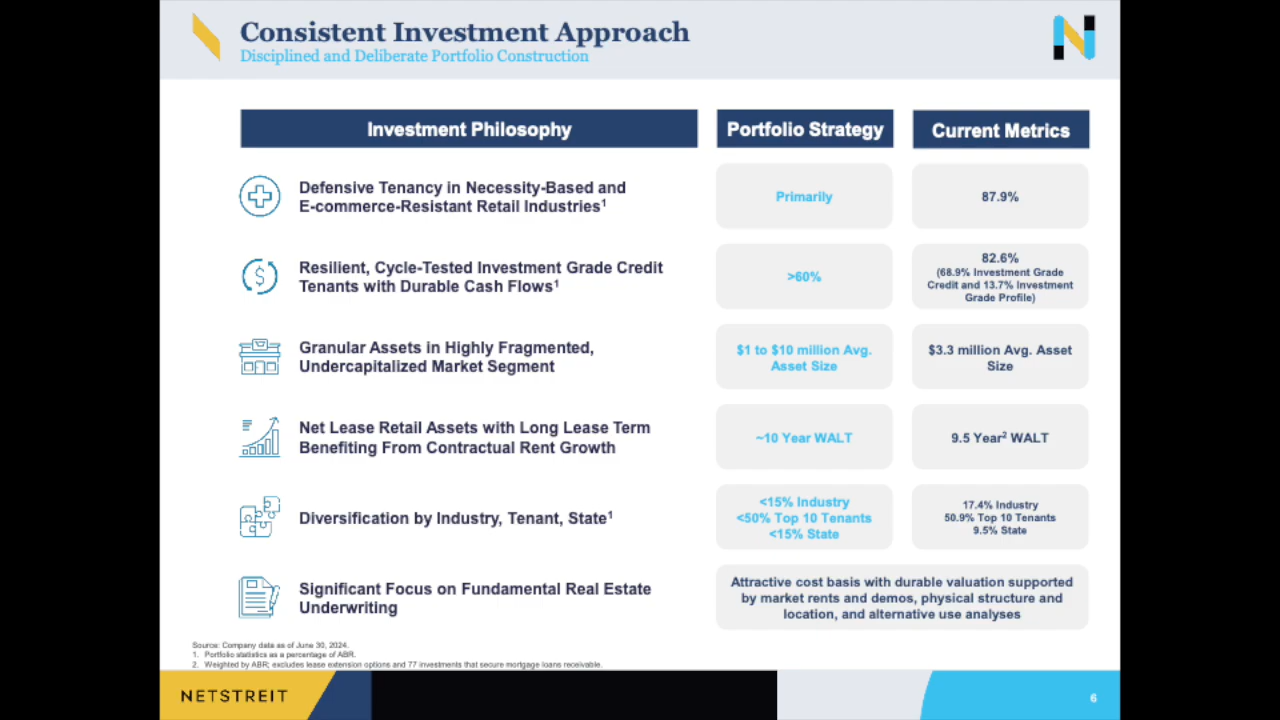 Consistent Investment Approach
Disciplined and Deliberate Portfolio Construction
Investment Philosophy
Portfolio Strategy
Current Metrics
Defensive Tenancy in Necessity-Based and
E-commerce-Resistant Retail Industries¹
Primarily
87.9%
Resilient, Cycle-Tested Investment Grade Credit
Tenants with Durable Cash Flows¹
>60%
82.6%
(68.9% Investment Grade
Credit and 13.7% Investment
Grade Profile)
Granular Assets in Highly Fragmented,
Undercapitalized Market Segment
$1 to $10 million Avg.
Asset Size
$3.3 million Avg. Asset
Size
Net Lease Retail Assets with Long Lease Term
Benefiting From Contractual Rent Growth
~10 Year WALT
9.5 Year² WALT
Diversification by Industry, Tenant, State¹
<15% Industry
<50% Top 10 Tenants
<15% State
17.4% Industry
50.9% Top 10 Tenants
9.5% State
Significant Focus on Fundamental Real Estate
Underwriting
Attractive cost basis with durable valuation supported
by market rents and demos, physical structure and
location, and alternative use analyses
Source: Company data as of June 30, 2024.
1. Portfolio statistics as a percentage of ABR.
2. Weighted by ABR; excludes lease extension options and 77 investments that secure mortgage loans receivable.
NETSTREIT
6